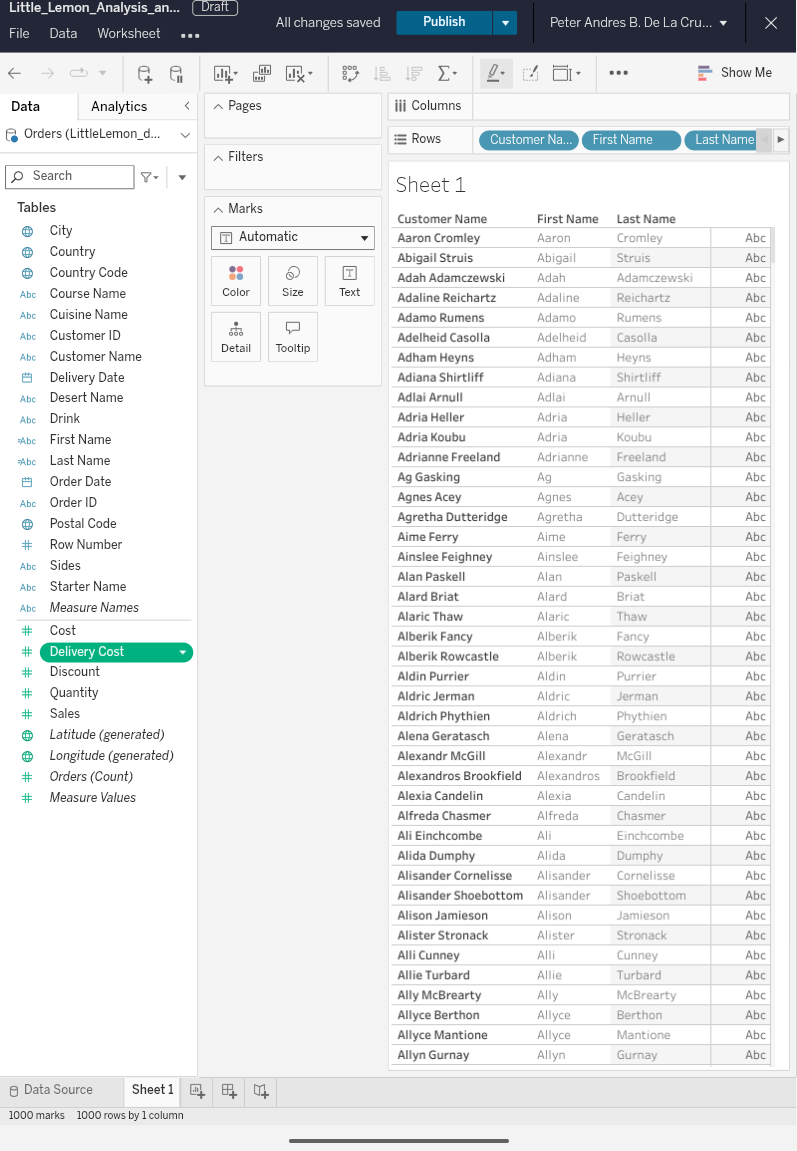 Little_Lemon_Analysis_an... Draft
All changes saved Publish Peter Andres B. De La Cru...
File Data Worksheet
Show Me
Data Analytics
Orders (LittleLemon_d...
Search
Tables
City
Country
Country Code
Abc Course Name
Abc Cuisine Name
Abc Customer ID
Abc Customer Name
Delivery Date
Abc Desert Name
Abc Drink
=Abc First Name
=Abc Last Name
Order Date
Abc Order ID
Postal Code
# Row Number
Abc Sides
Abc Starter Name
Abc Measure Names
# Cost
# Delivery Cost
# Discount
# Quantity
# Sales
Latitude (generated)
Longitude (generated)
# Orders (Count)
# Measure Values
Pages
Filters
Marks
Automatic
Color Size Text
Detail Tooltip
Columns
Rows Customer Na... First Name Last Name
Sheet 1
Customer Name First Name Last Name
Aaron Cromley Aaron Cromley Abc
Abigail Struis Abigail Struis Abc
Adah Adamczewski Adah Adamczewski Abc
Adaline Reichartz Adaline Reichartz Abc
Adamo Rumens Adamo Rumens Abc
Adelheid Casolla Adelheid Casolla Abc
Adham Heyns Adham Heyns Abc
Adiana Shirtliff Adiana Shirtliff Abc
Adlai Arnull Adlai Arnull Abc
Adria Heller Adria Heller Abc
Adria Koubu Adria Koubu Abc
Adrianne Freeland Adrianne Freeland Abc
Ag Gasking Ag Gasking Abc
Agnes Acey Agnes Acey Abc
Agretha Dutteridge Agretha Dutteridge Abc
Aime Ferry Aime Ferry Abc
Ainslee Feighney Ainslee Feighney Abc
Alan Paskell Alan Paskell Abc
Alard Briat Alard Briat Abc
Alaric Thaw Alaric Thaw Abc
Alberik Fancy Alberik Fancy Abc
Alberik Rowcastle Alberik Rowcastle Abc
Aldin Purrier Aldin Purrier Abc
Aldric Jerman Aldric Jerman Abc
Aldrich Phythien Aldrich Phythien Abc
Alena Geratasch Alena Geratasch Abc
Alexandr McGill Alexandr McGill Abc
Alexandros Brookfield Alexandros Brookfield Abc
Alexia Candelin Alexia Candelin Abc
Alfreda Chasmer Alfreda Chasmer Abc
Ali Einchcombe Ali Einchcombe Abc
Alida Dumphy Alida Dumphy Abc
Alisander Cornelisse Alisander Cornelisse Abc
Alisander Shoebottom Alisander Shoebottom Abc
Alison Jamieson Alison Jamieson Abc
Alister Stronack Alister Stronack Abc
Alli Cunney Alli Cunney Abc
Allie Turbard Allie Turbard Abc
Ally McBrearty Ally McBrearty Abc
Allyce Berthon Allyce Berthon Abc
Allyce Mantione Allyce Mantione Abc
Allyn Gurnay Allyn Gurnay Abc
Data Source Sheet 1
1000 marks 1000 rows by 1 column